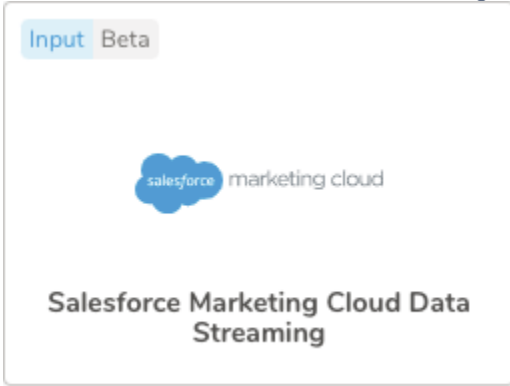 Input Beta
salesforce marketing cloud
Salesforce Marketing Cloud Data
Streaming